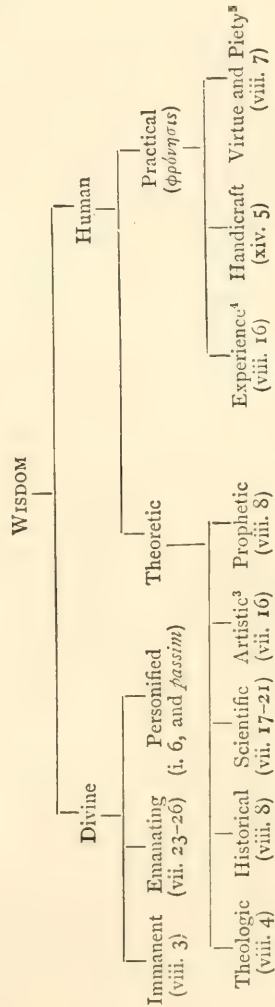 WISDOM
Divine Human
Immanent Emanating Personified Theoretic Practical
(viii. 3) (vii. 23–26) (i. 6, and passim) (φρόνησις)
Theologic Historical Scientific Artistic³ Prophetic Experience⁴ Handicraft Virtue and Piety⁵
(viii. 4) (viii. 8) (vii. 17–21) (vii. 16) (viii. 8) (viii. 16) (xiv. 5) (viii. 7)